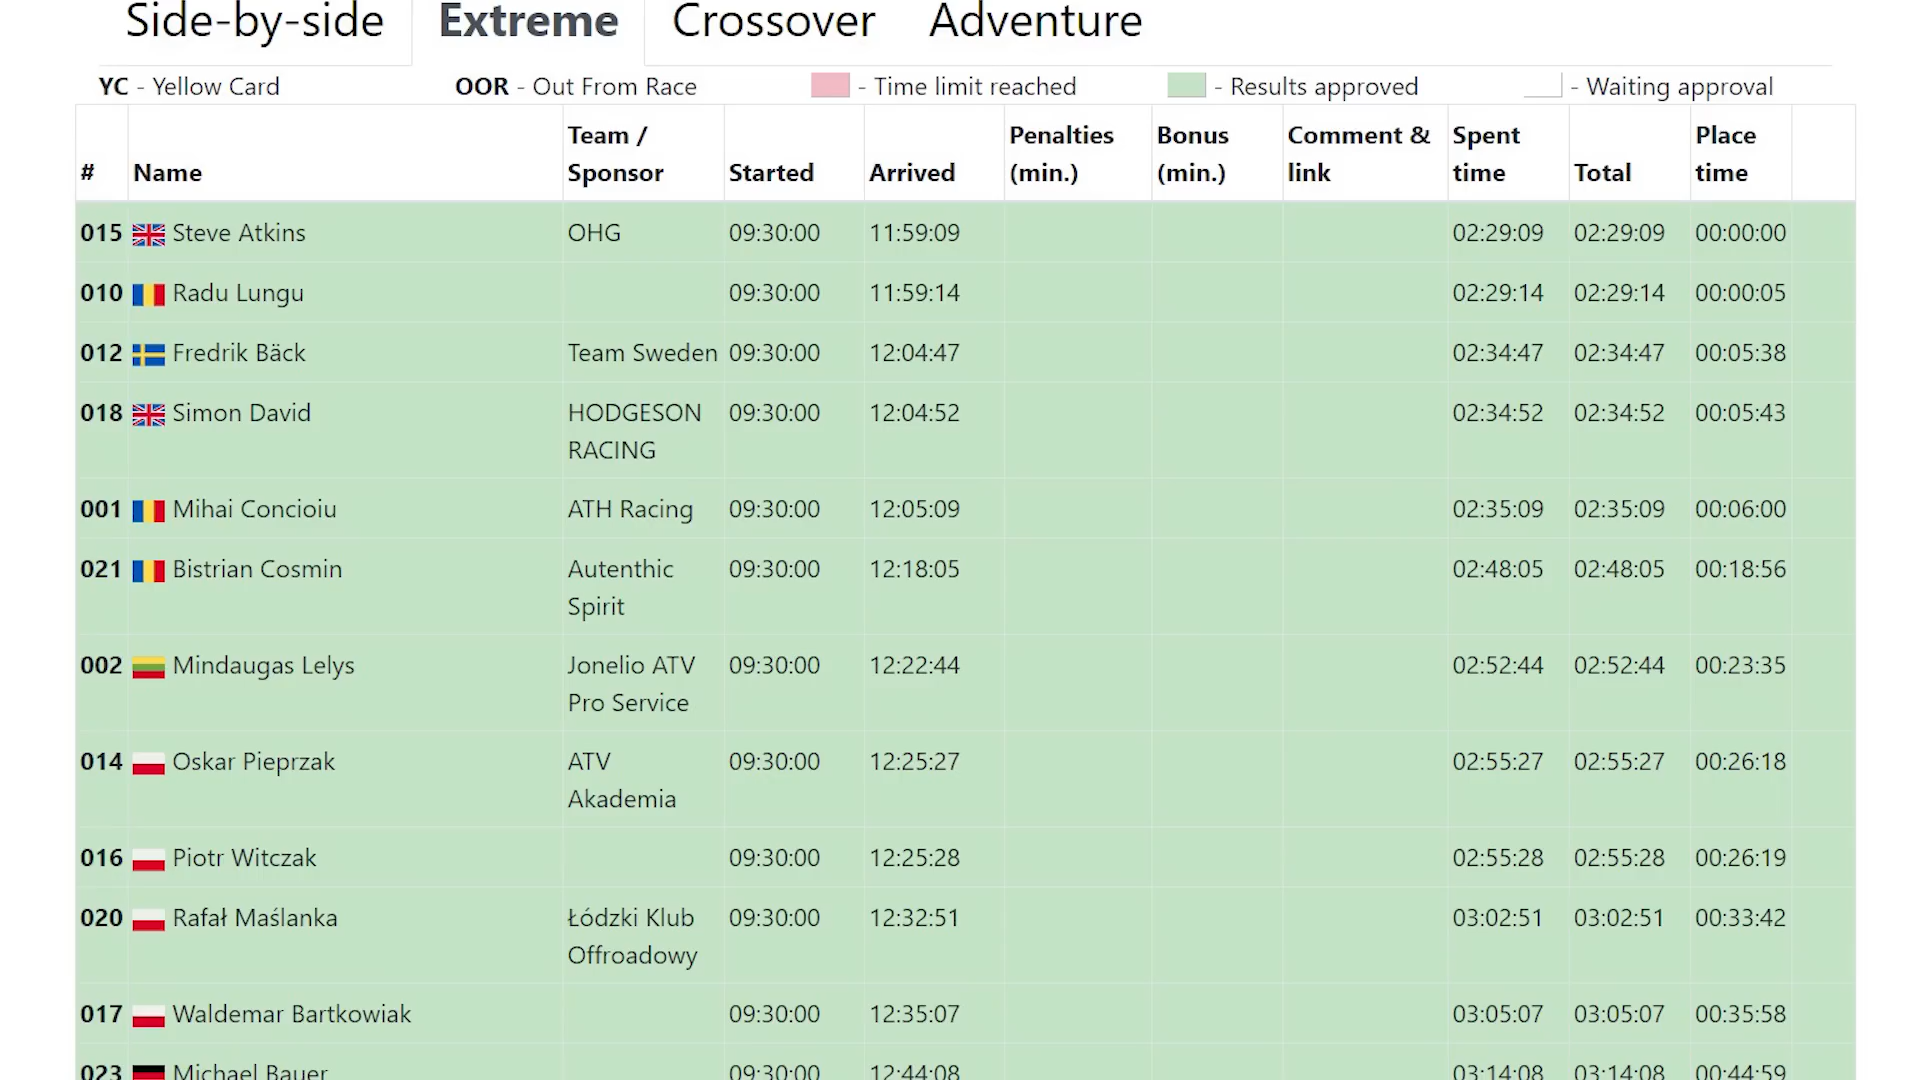 Side-by-side Extreme Crossover Adventure
YC - Yellow Card OOR - Out From Race - Time limit reached - Results approved - Waiting approval
# Name Team / Sponsor Started Arrived Penalties (min.) Bonus (min.) Comment & link Spent time Total Place time
015 Steve Atkins OHG 09:30:00 11:59:09 02:29:09 02:29:09 00:00:00
010 Radu Lungu 09:30:00 11:59:14 02:29:14 02:29:14 00:00:05
012 Fredrik Bäck Team Sweden 09:30:00 12:04:47 02:34:47 02:34:47 00:05:38
018 Simon David HODGESON RACING 09:30:00 12:04:52 02:34:52 02:34:52 00:05:43
001 Mihai Concioiu ATH Racing 09:30:00 12:05:09 02:35:09 02:35:09 00:06:00
021 Bistrian Cosmin Autenthic Spirit 09:30:00 12:18:05 02:48:05 02:48:05 00:18:56
002 Mindaugas Lelys Jonelio ATV Pro Service 09:30:00 12:22:44 02:52:44 02:52:44 00:23:35
014 Oskar Pieprzak ATV Akademia 09:30:00 12:25:27 02:55:27 02:55:27 00:26:18
016 Piotr Witczak 09:30:00 12:25:28 02:55:28 02:55:28 00:26:19
020 Rafał Maślanka Łódzki Klub Offroadowy 09:30:00 12:32:51 03:02:51 03:02:51 00:33:42
017 Waldemar Bartkowiak 09:30:00 12:35:07 03:05:07 03:05:07 00:35:58
023 Michael Bauer 09:30:00 12:44:08 03:14:08 03:14:08 00:44:59